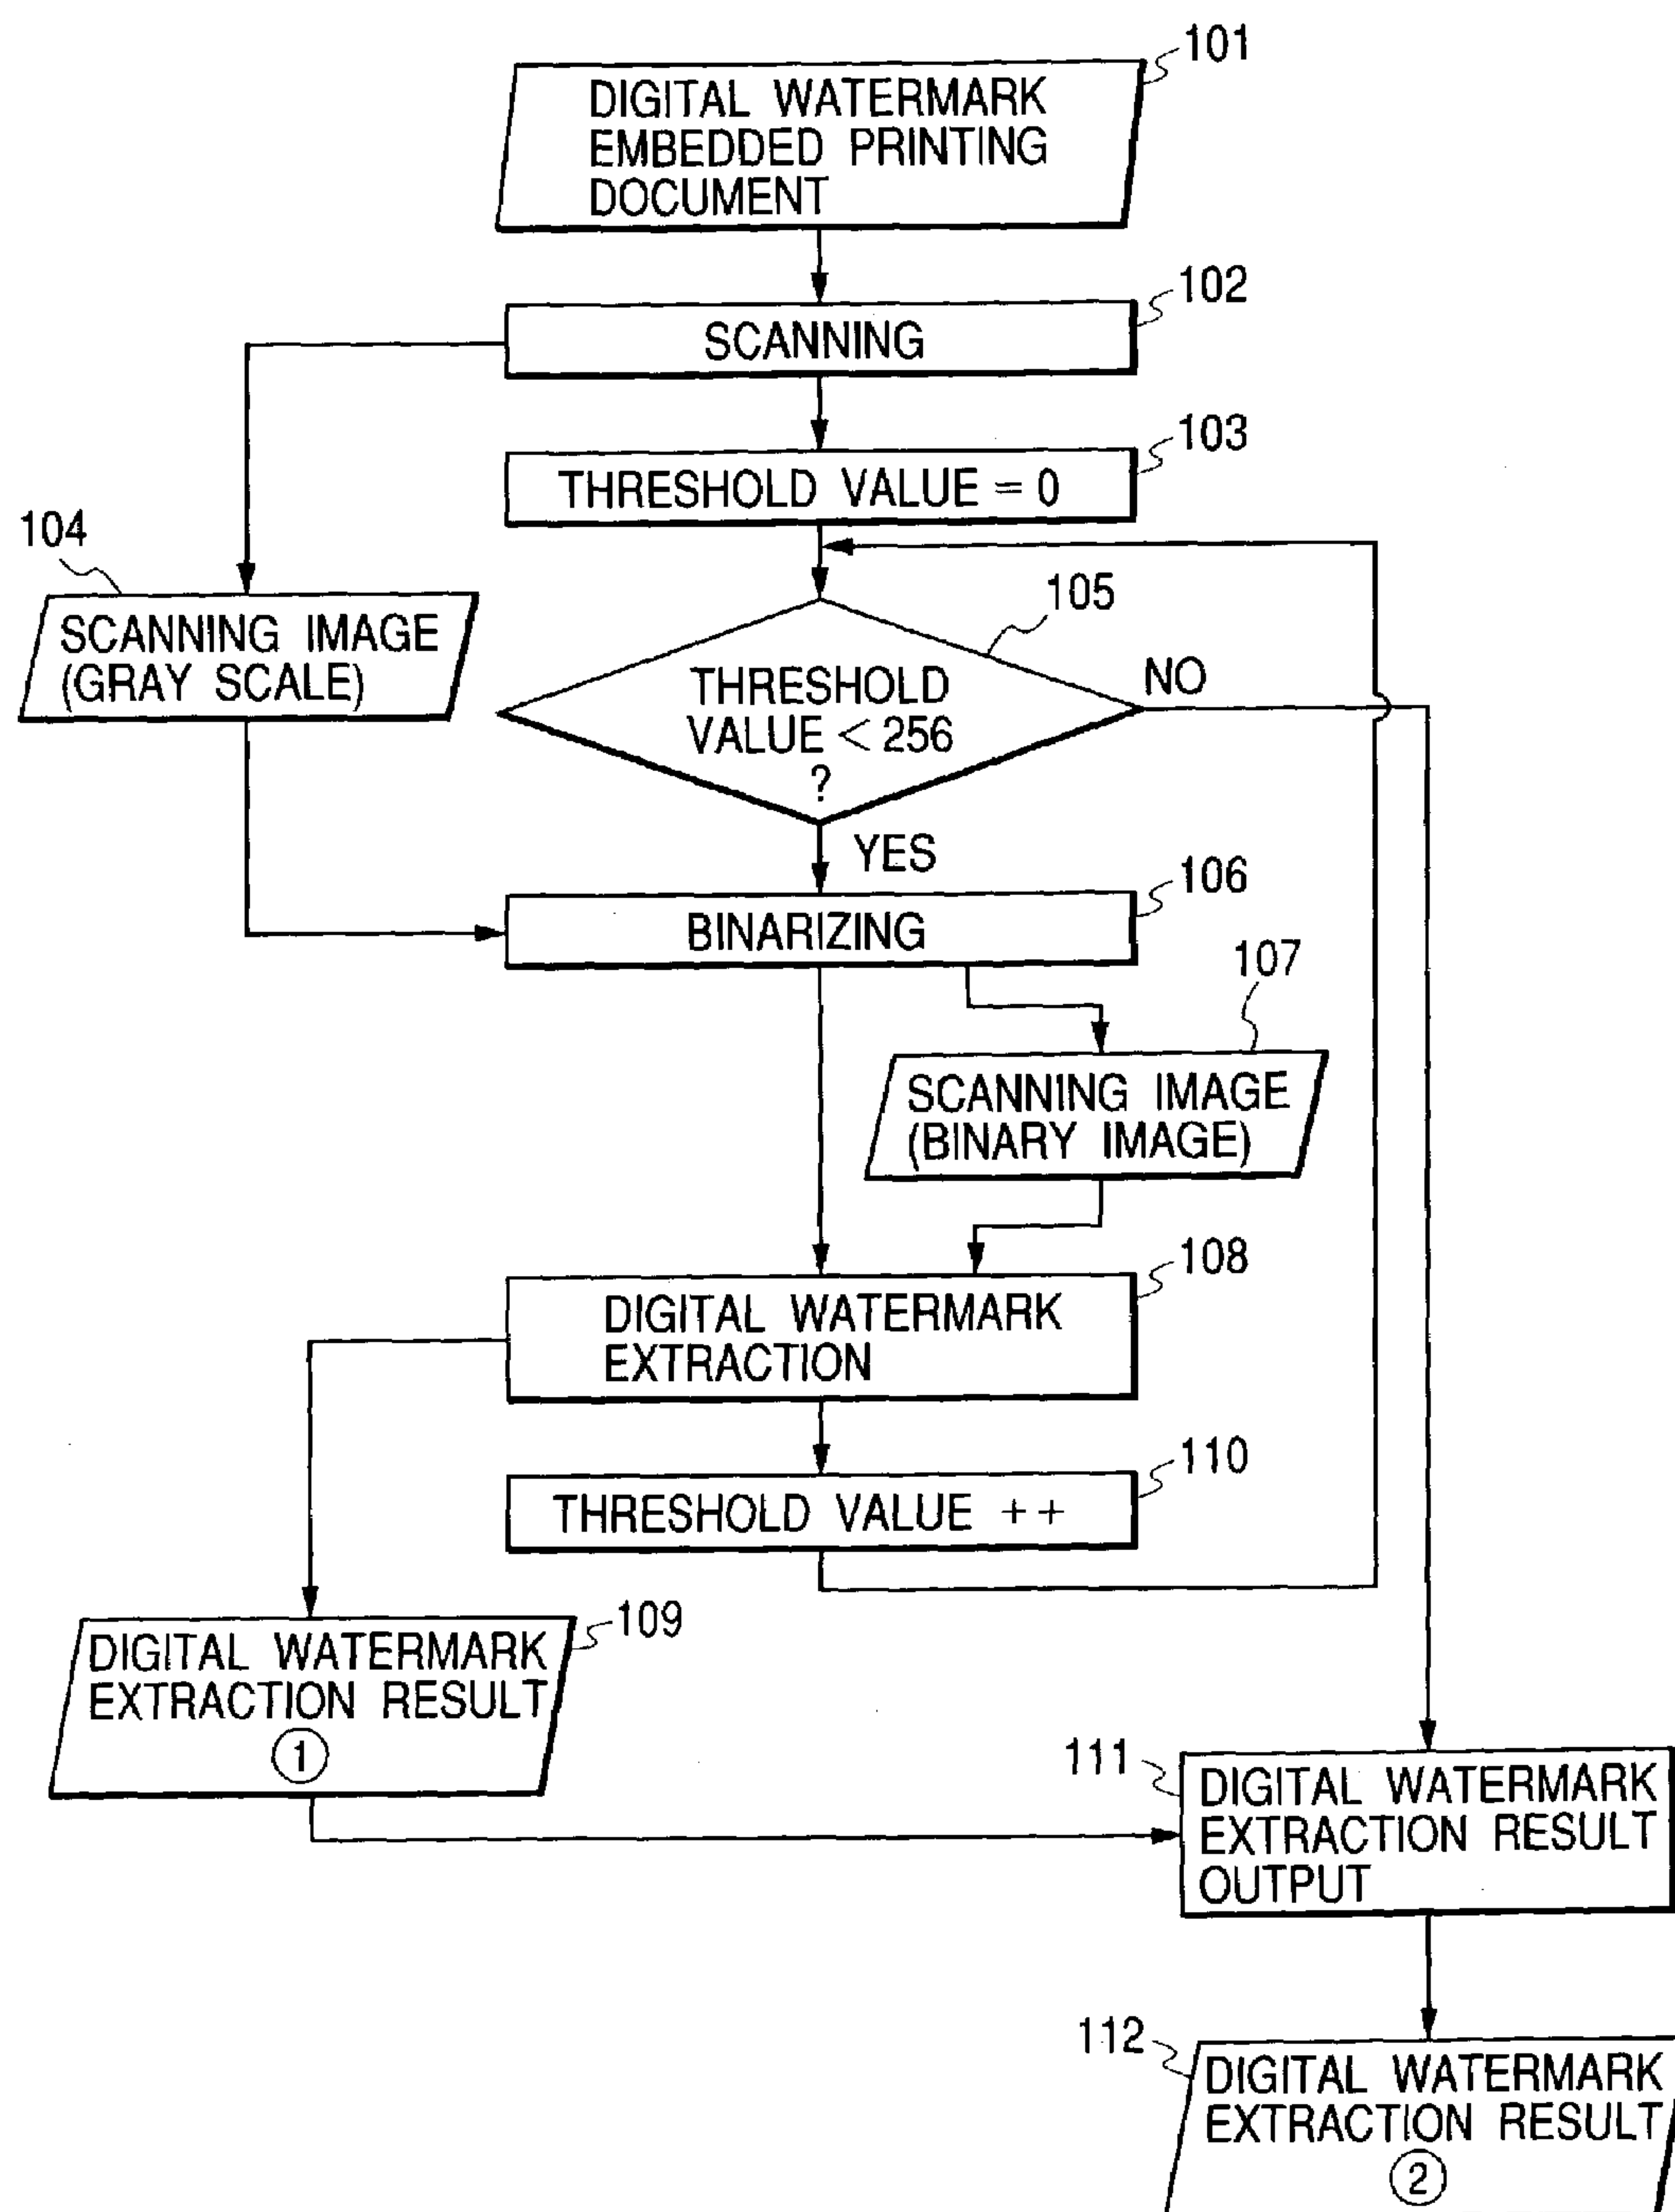 101
DIGITAL WATERMARK
EMBEDDED PRINTING
DOCUMENT
102
SCANNING
103
THRESHOLD VALUE = 0
104
SCANNING IMAGE
(GRAY SCALE)
105
THRESHOLD
VALUE < 256
?
NO
YES
106
BINARIZING
107
SCANNING IMAGE
(BINARY IMAGE)
108
DIGITAL WATERMARK
EXTRACTION
110
THRESHOLD VALUE ++
109
DIGITAL WATERMARK
EXTRACTION RESULT
①
111
DIGITAL WATERMARK
EXTRACTION RESULT
OUTPUT
112
DIGITAL WATERMARK
EXTRACTION RESULT
②